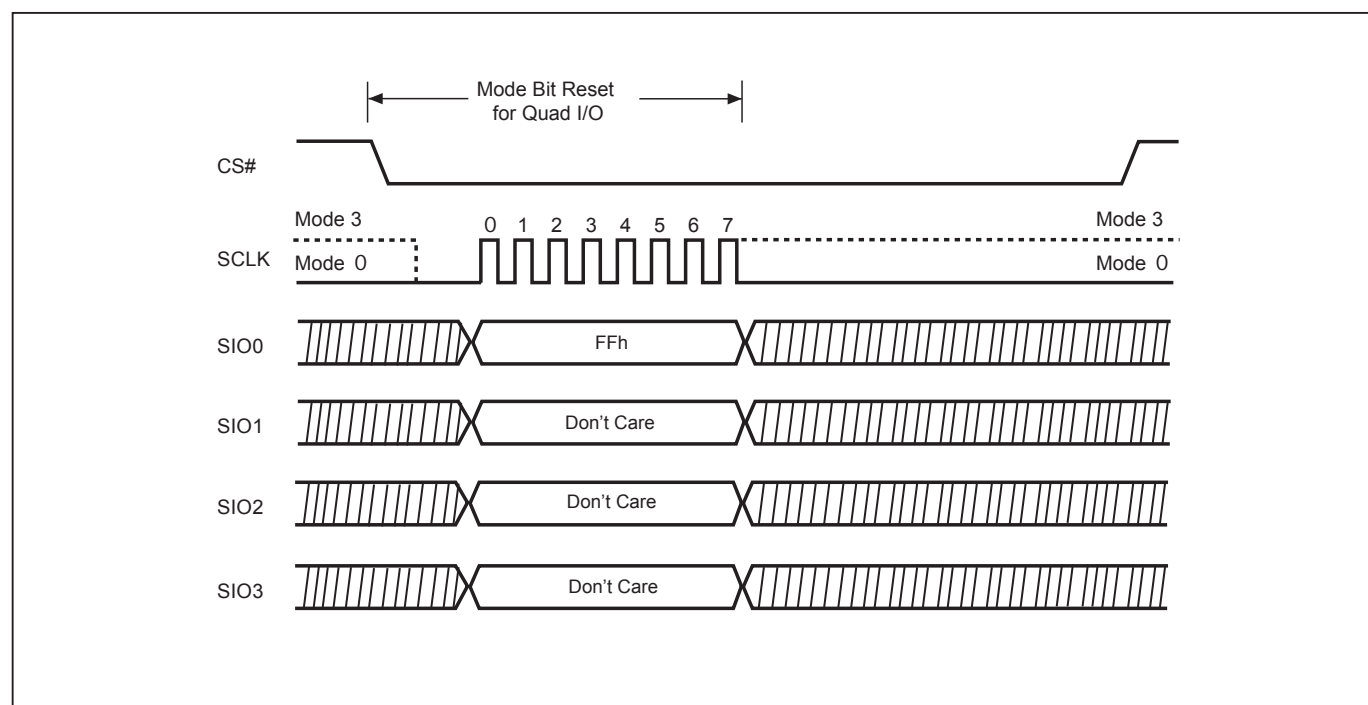 Mode Bit Reset
for Quad I/O
CS#
Mode 3
0 1 2 3 4 5 6 7
Mode 3
SCLK
Mode 0
Mode 0
SIO0
FFh
SIO1
Don't Care
SIO2
Don't Care
SIO3
Don't Care